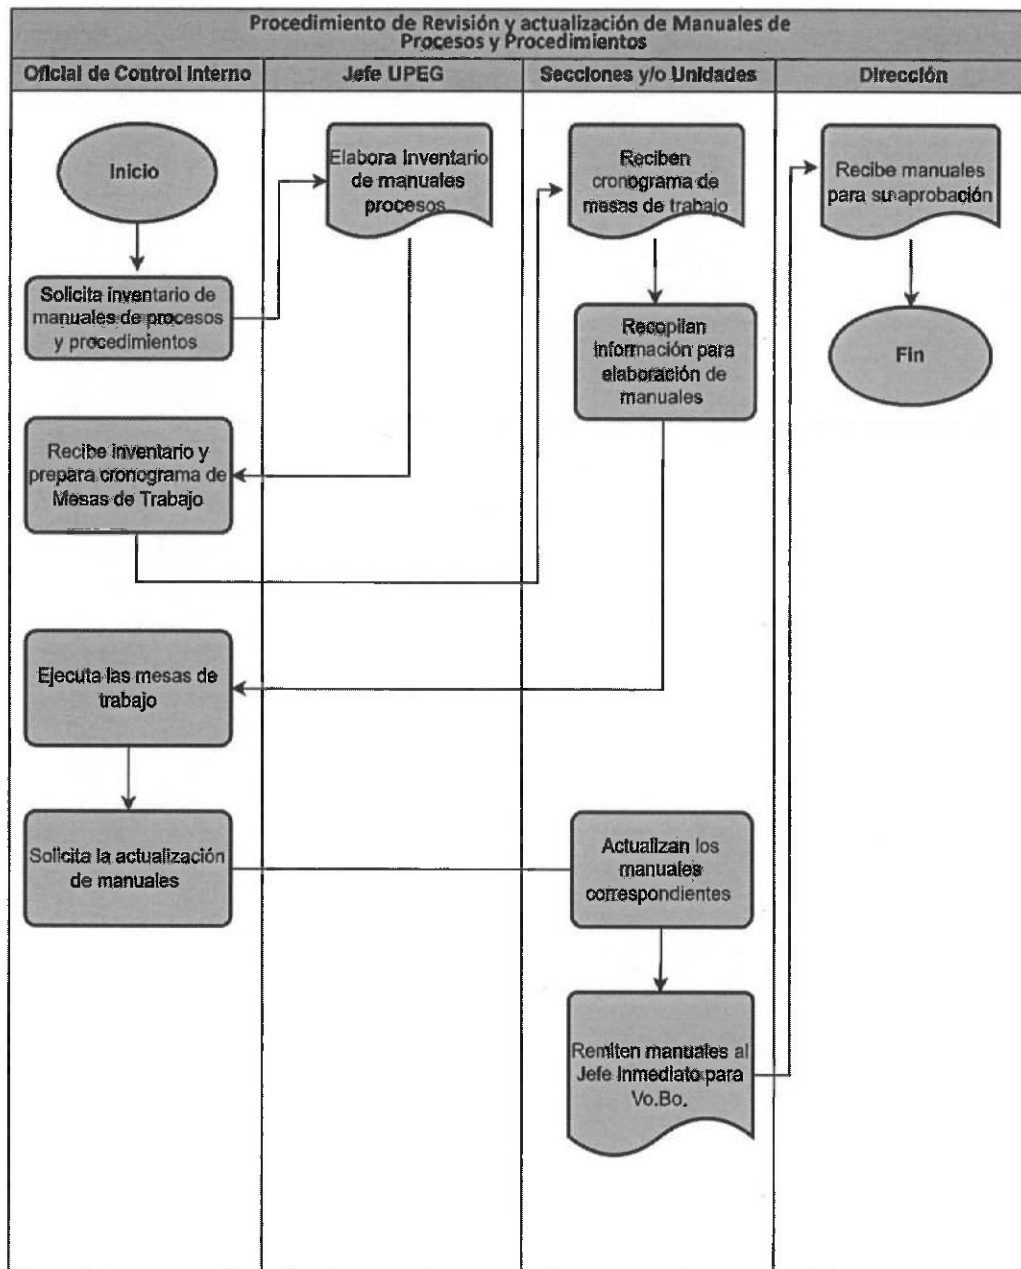 Procedimiento de Revisión y actualización de Manuales de
Procesos y Procedimientos
Oficial de Control Interno
Jefe UPEG
Secciones y/o Unidades
Dirección
Inicio
Solicita inventario de
manuales de procesos
y procedimientos
Elabora Inventario
de manuales
procesos
Recibe inventario y
prepara cronograma de
Mesas de Trabajo
Reciben
cronograma de
mesas de trabajo
Recopilan
información para
elaboración de
manuales
Ejecuta las mesas de
trabajo
Solicita la actualización
de manuales
Actualizan los
manuales
correspondientes
Remiten manuales al
Jefe Inmediato para
Vo.Bo.
Recibe manuales
para su aprobación
Fin